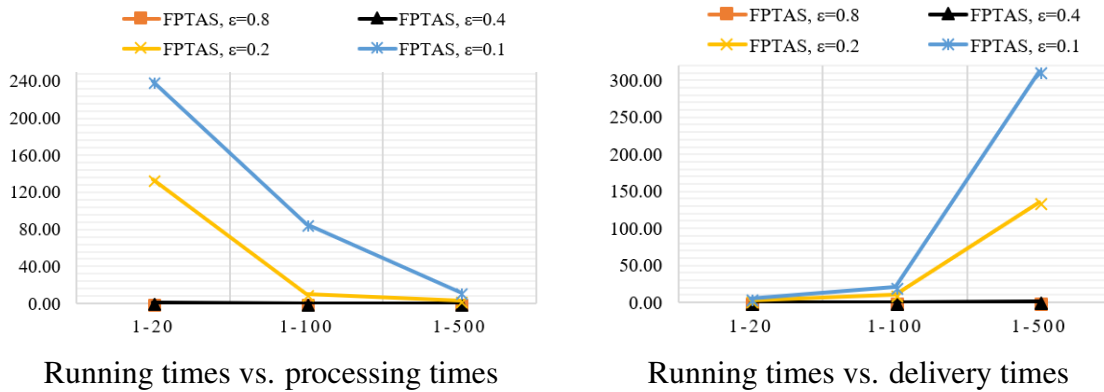 FPTAS, ε=0.8 FPTAS, ε=0.4
FPTAS, ε=0.2 FPTAS, ε=0.1
240.00
200.00
160.00
120.00
80.00
40.00
0.00
1-20 1-100 1-500
Running times vs. processing times
FPTAS, ε=0.8 FPTAS, ε=0.4
FPTAS, ε=0.2 FPTAS, ε=0.1
300.00
250.00
200.00
150.00
100.00
50.00
0.00
1-20 1-100 1-500
Running times vs. delivery times